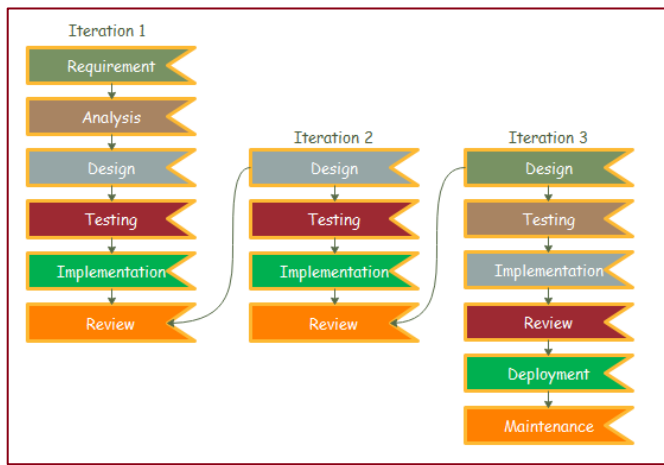 Iteration 1
Requirement
Analysis
Design
Testing
Implementation
Review
Iteration 2
Design
Testing
Implementation
Review
Iteration 3
Design
Testing
Implementation
Review
Deployment
Maintenance